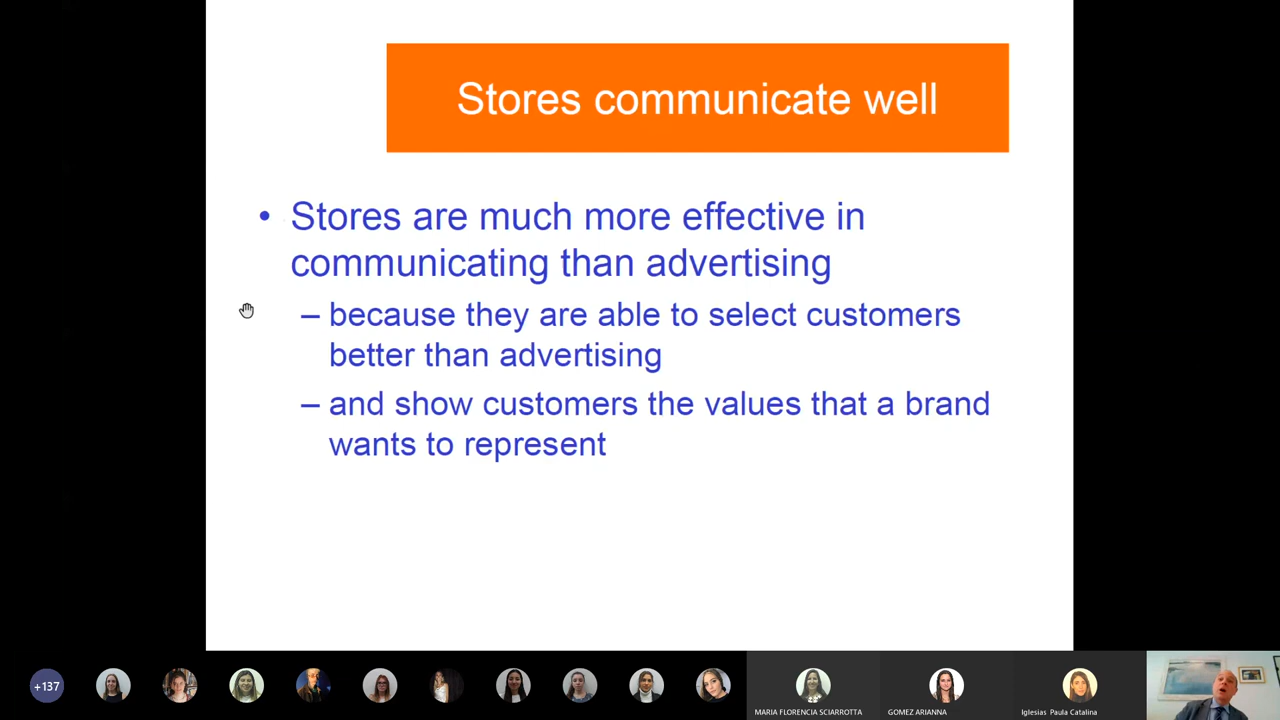 Stores communicate well
• Stores are much more effective in
communicating than advertising
– because they are able to select customers
better than advertising
– and show customers the values that a brand
wants to represent
+137
MARIA FLORENCIA SCIARROTTA
GOMEZ ARIANNA
Iglesias Paula Catalina